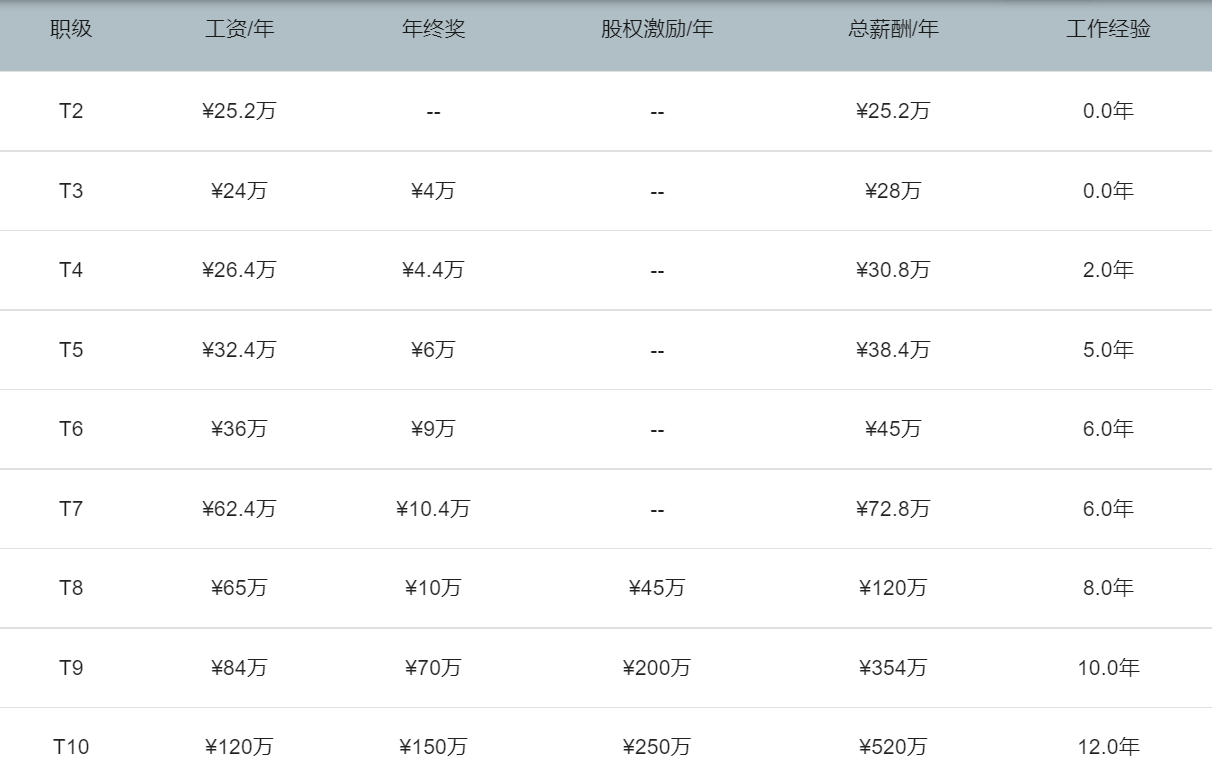 职级 工资/年 年终奖 股权激励/年 总薪酬/年 工作经验
T2 ¥25.2万 -- -- ¥25.2万 0.0年
T3 ¥24万 ¥4万 -- ¥28万 0.0年
T4 ¥26.4万 ¥4.4万 -- ¥30.8万 2.0年
T5 ¥32.4万 ¥6万 -- ¥38.4万 5.0年
T6 ¥36万 ¥9万 -- ¥45万 6.0年
T7 ¥62.4万 ¥10.4万 -- ¥72.8万 6.0年
T8 ¥65万 ¥10万 ¥45万 ¥120万 8.0年
T9 ¥84万 ¥70万 ¥200万 ¥354万 10.0年
T10 ¥120万 ¥150万 ¥250万 ¥520万 12.0年